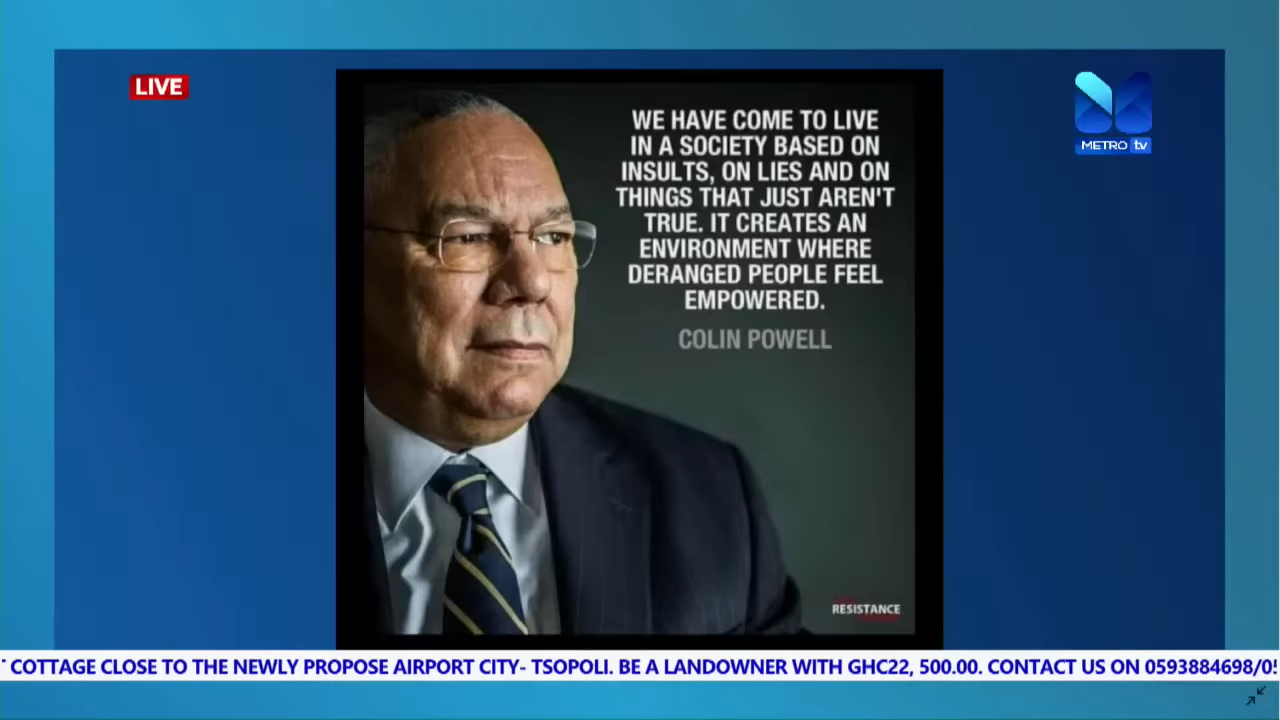 LIVE
METRO tv
WE HAVE COME TO LIVE
IN A SOCIETY BASED ON
INSULTS, ON LIES AND ON
THINGS THAT JUST AREN'T
TRUE. IT CREATES AN
ENVIRONMENT WHERE
DERANGED PEOPLE FEEL
EMPOWERED.
COLIN POWELL
RESISTANCE
COTTAGE CLOSE TO THE NEWLY PROPOSE AIRPORT CITY- TSOPOLI. BE A LANDOWNER WITH GHC22, 500.00. CONTACT US ON 0593884698/05